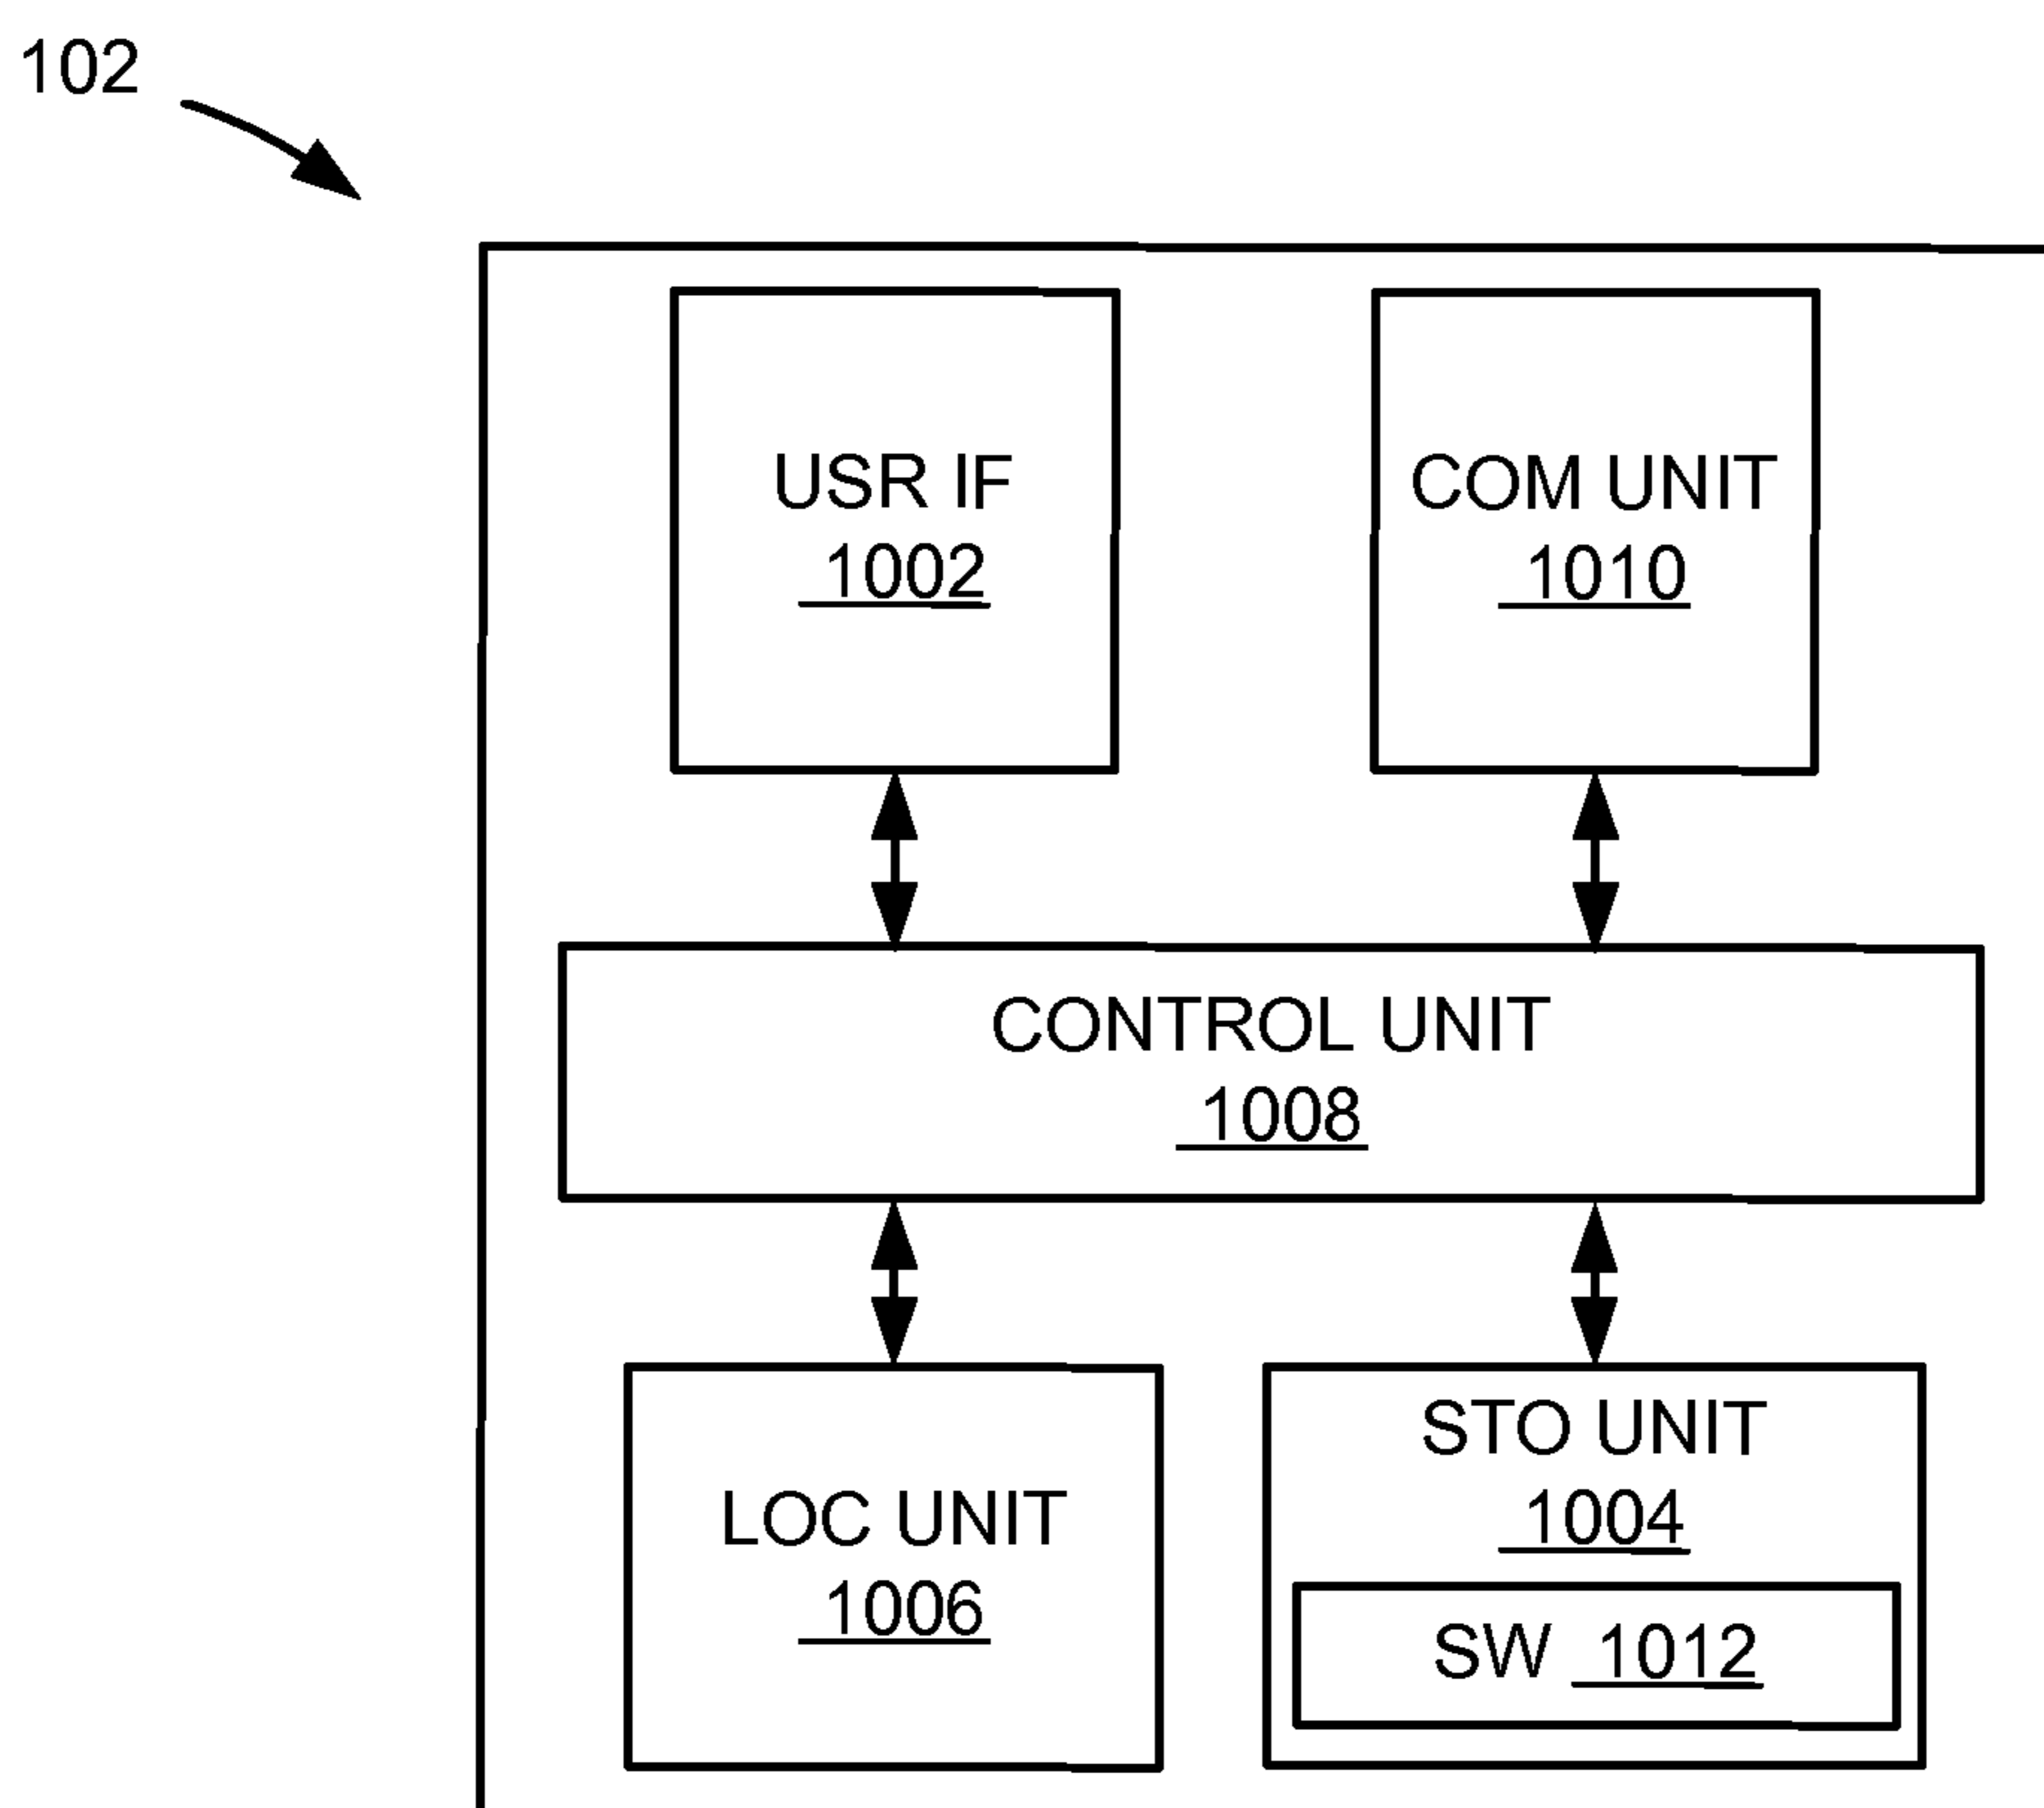 102
USR IF
1002
COM UNIT
1010
CONTROL UNIT
1008
LOC UNIT
1006
STO UNIT
1004
SW 1012